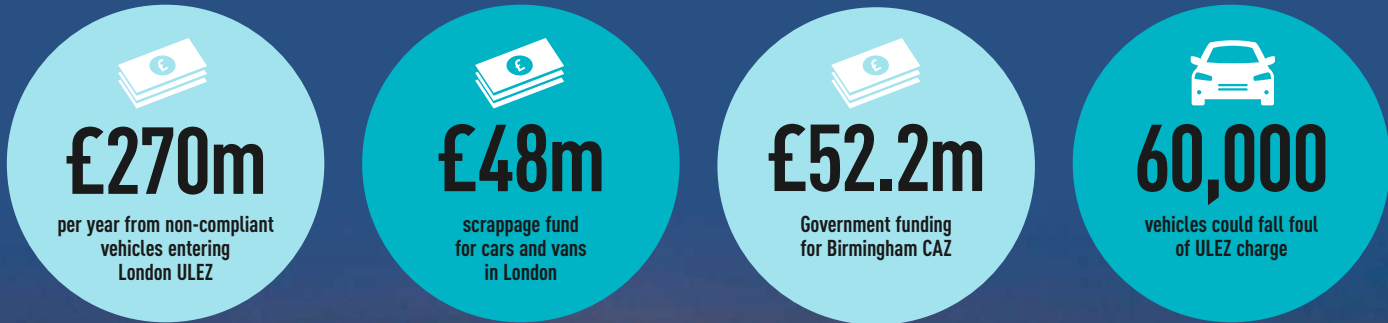 £
£270m
per year from non-compliant
vehicles entering
London ULEZ
£
£48m
scrappage fund
for cars and vans
in London
£
£52.2m
Government funding
for Birmingham CAZ
60,000
vehicles could fall foul
of ULEZ charge